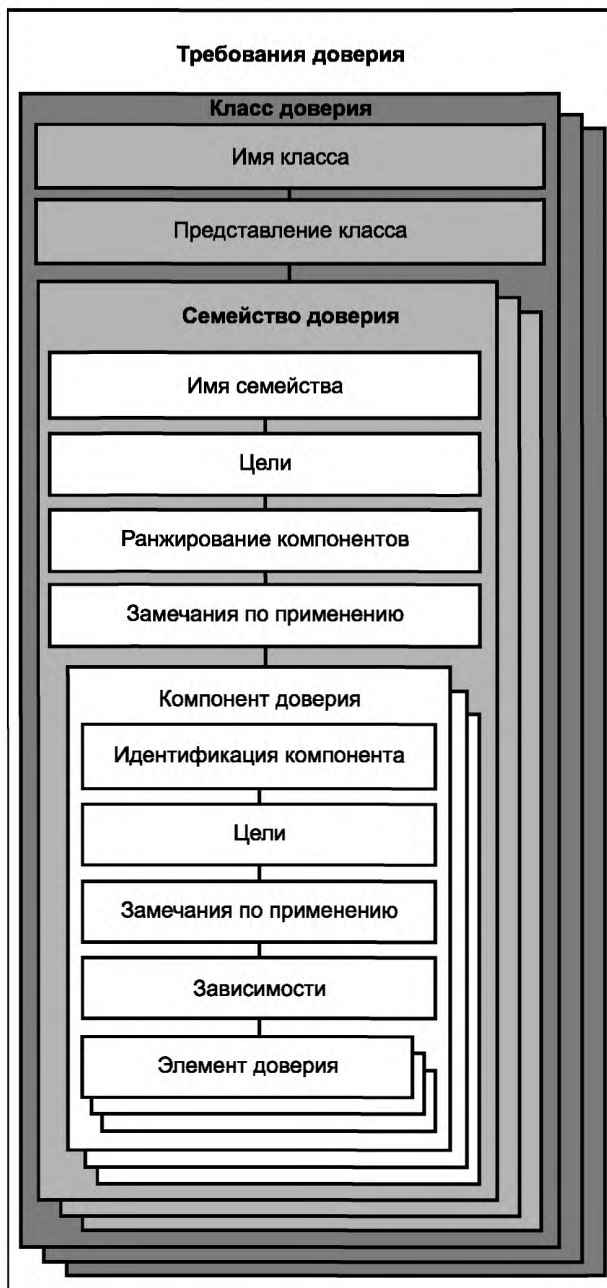 Требования доверия
Класс доверия
Имя класса
Представление класса
Семейство доверия
Имя семейства
Цели
Ранжирование компонентов
Замечания по применению
Компонент доверия
Идентификация компонента
Цели
Замечания по применению
Зависимости
Элемент доверия